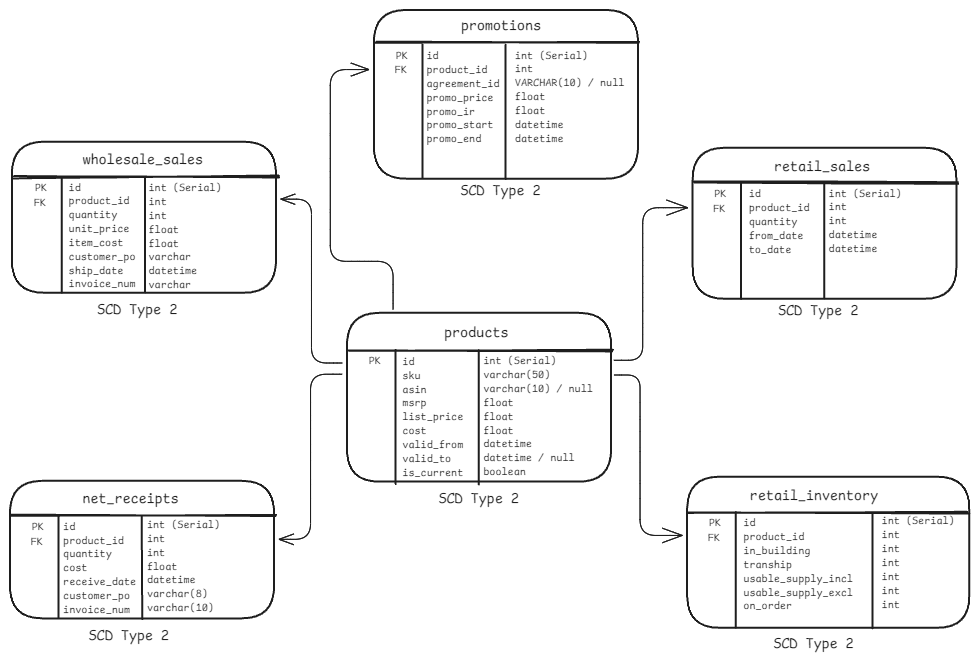 promotions
PK id int (Serial)
FK product_id int
agreement_id VARCHAR(10) / null
promo_price float
promo_ir float
promo_start datetime
promo_end datetime
SCD Type 2
wholesale_sales
PK id int (Serial)
FK product_id int
quantity int
unit_price float
item_cost float
customer_po varchar
ship_date datetime
invoice_num varchar
SCD Type 2
retail_sales
PK id int (Serial)
FK product_id int
quantity int
from_date datetime
to_date datetime
SCD Type 2
products
PK id int (Serial)
sku varchar(50)
asin varchar(10) / null
msrp float
list_price float
cost float
valid_from datetime
valid_to datetime / null
is_current boolean
SCD Type 2
net_receipts
PK id int (Serial)
FK product_id int
quantity int
cost float
receive_date datetime
customer_po varchar(8)
invoice_num varchar(10)
SCD Type 2
retail_inventory
PK id int (Serial)
FK product_id int
in_building int
tranship int
usable_supply_incl int
usable_supply_excl int
on_order int
SCD Type 2